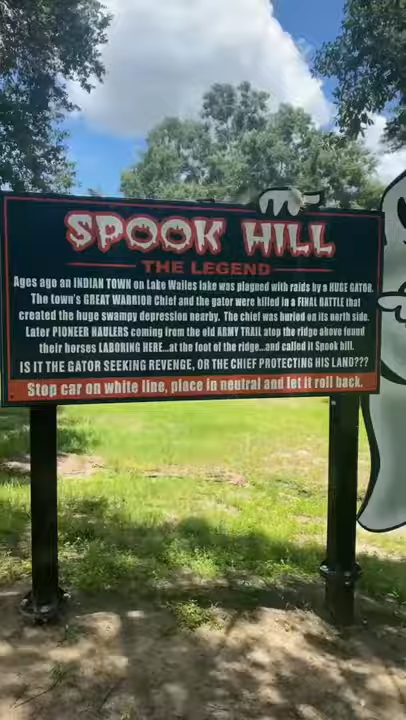 SPOOK HILL
THE LEGEND
Ages ago an INDIAN TOWN on Lake Wailes lake was plagued with raids by a HUGE GATOR.
The town's GREAT WARRIOR Chief and the gator were killed in a FINAL BATTLE that
created the huge swampy depression nearby. The chief was buried on its north side.
Later PIONEER HAULERS coming from the old ARMY TRAIL atop the ridge above found
their horses LABORING HERE...at the foot of the ridge...and called it Spook hill.
IS IT THE GATOR SEEKING REVENGE, OR THE CHIEF PROTECTING HIS LAND???
Stop car on white line, place in neutral and let it roll back.